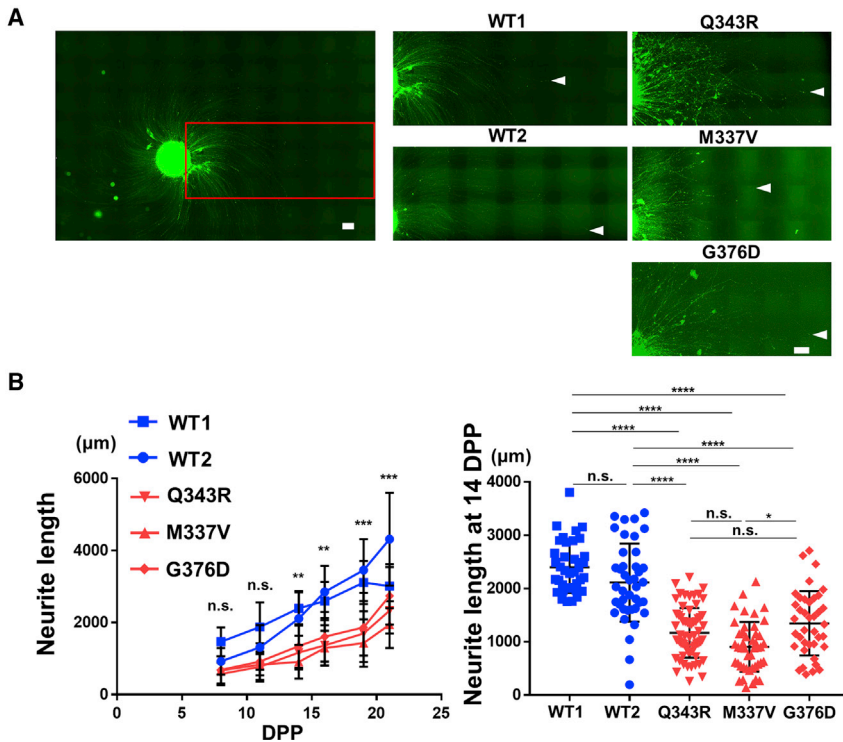 A
WT1
Q343R
WT2
M337V
G376D
B
WT1
WT2
Q343R
M337V
G376D
(μm)
Neurite length
6000
4000
2000
0
n.s.
n.s.
**
**
***
***
0
5
10
15
20
25
DPP
(μm)
Neurite length at 14 DPP
4000
3000
2000
1000
0
****
****
****
****
****
n.s.
****
n.s.
*
n.s.
WT1
WT2
Q343R
M337V
G376D